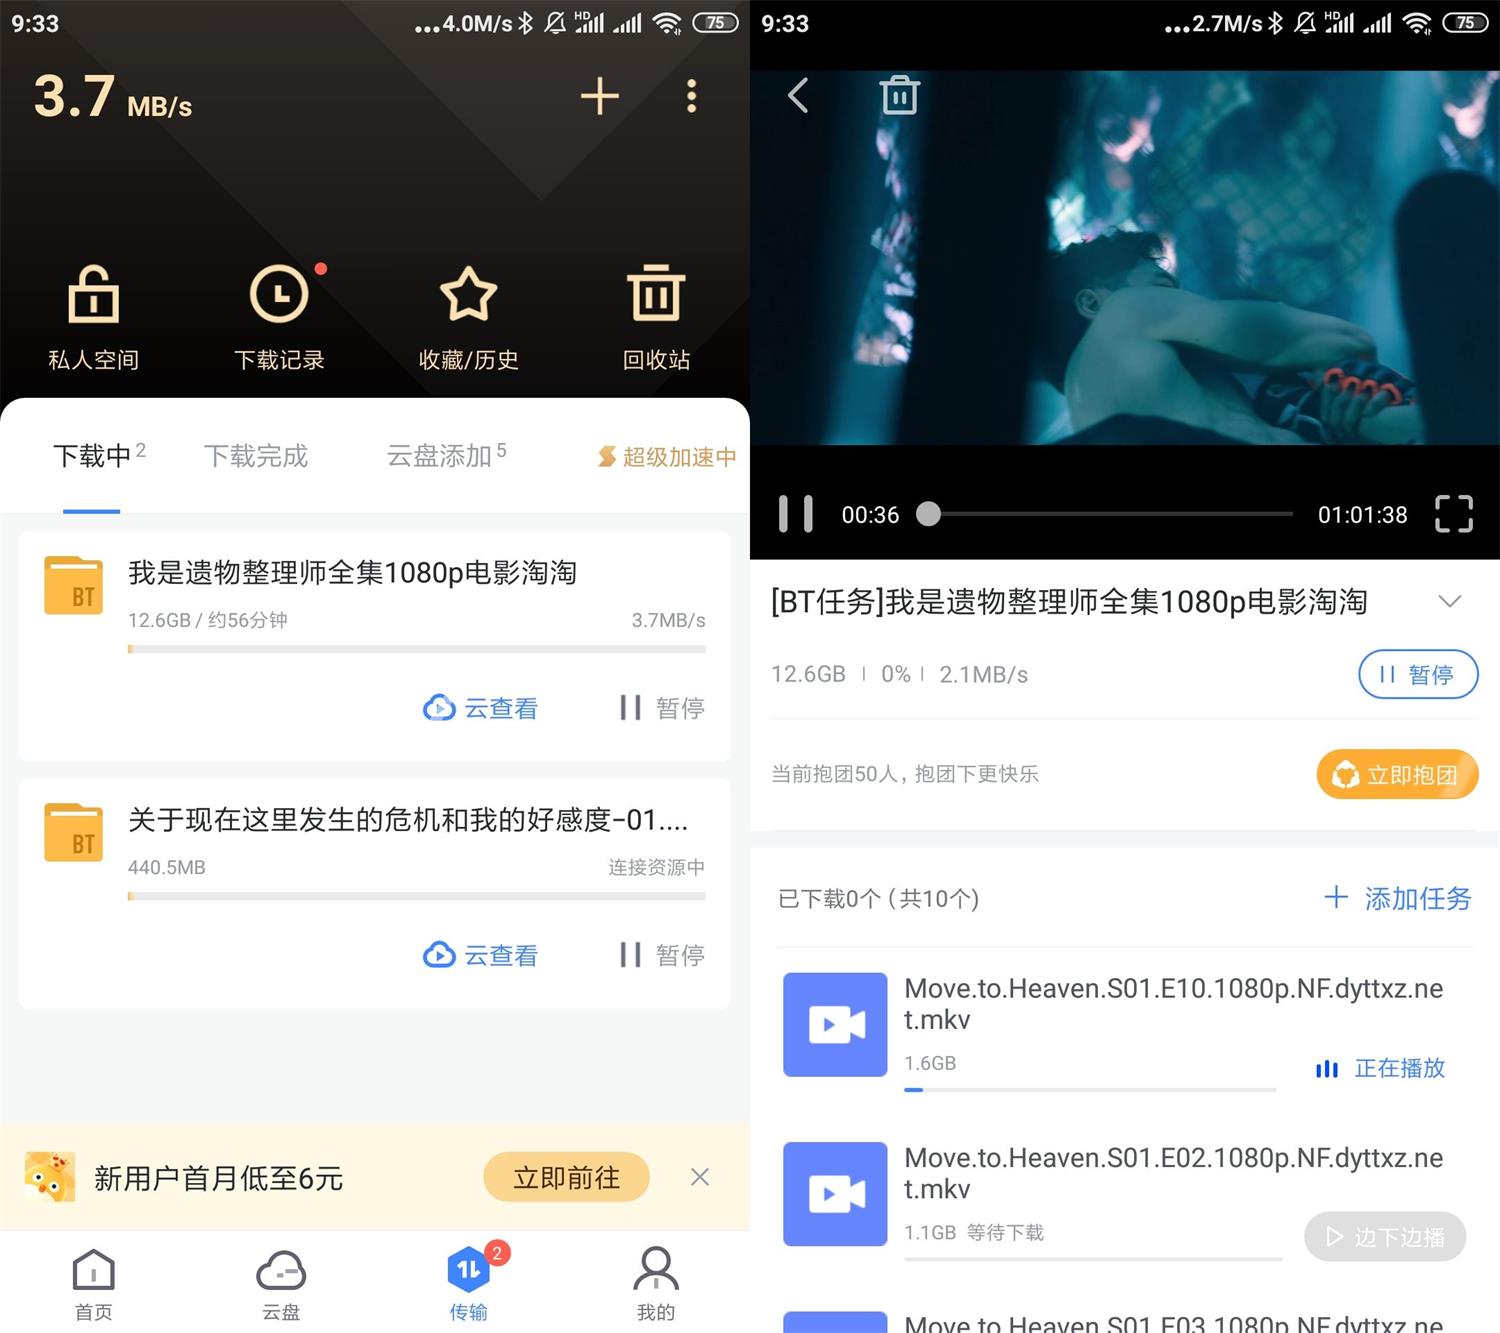 9:33
...4.0M/s HD 75
3.7 MB/s
私人空间
下载记录
收藏/历史
回收站
下载中 2
下载完成
云盘添加 5
超级加速中
BT
我是遗物整理师全集1080p电影淘淘
12.6GB / 约56分钟
3.7MB/s
云查看
暂停
BT
关于现在这里发生的危机和我的好感度-01....
440.5MB
连接资源中
云查看
暂停
新用户首月低至6元
立即前往
首页
云盘
2
传输
我的
9:33
...2.7M/s HD 75
00:36
01:01:38
[BT任务]我是遗物整理师全集1080p电影淘淘
12.6GB | 0% | 2.1MB/s
暂停
当前抱团50人，抱团下更快乐
立即抱团
已下载0个 (共10个)
添加任务
Move.to.Heaven.S01.E10.1080p.NF.dyttxz.ne
t.mkv
1.6GB
正在播放
Move.to.Heaven.S01.E02.1080p.NF.dyttxz.ne
t.mkv
1.1GB 等待下载
边下边播
Move.to.Heaven.S01.E03.1080p.NF.dyttxz.ne